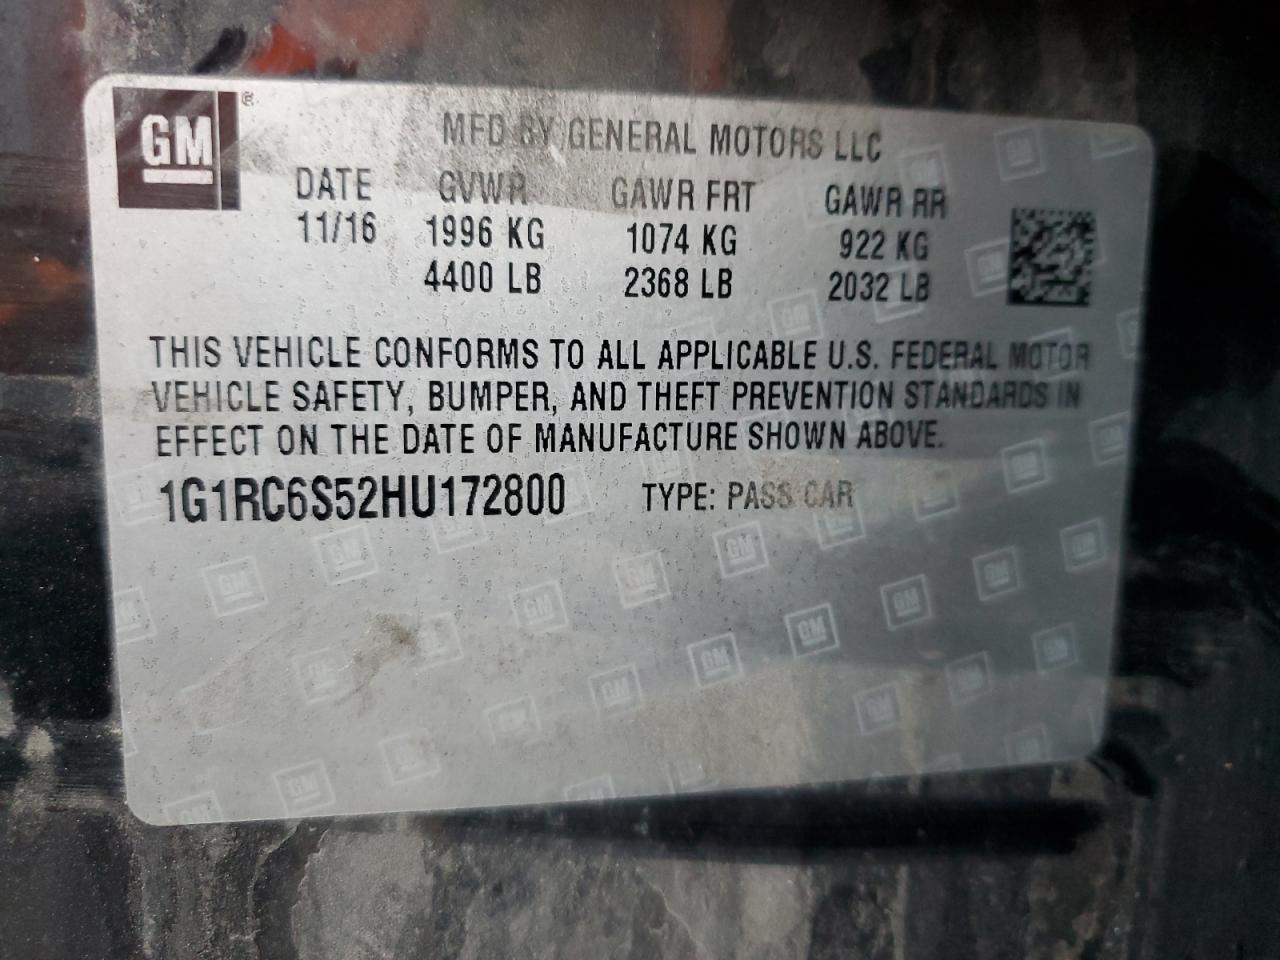 GM ®
MFD BY GENERAL MOTORS LLC
DATE GVWR GAWR FRT GAWR RR
11/16 1996 KG 1074 KG 922 KG
4400 LB 2368 LB 2032 LB
THIS VEHICLE CONFORMS TO ALL APPLICABLE U.S. FEDERAL MOTOR
VEHICLE SAFETY, BUMPER, AND THEFT PREVENTION STANDARDS IN
EFFECT ON THE DATE OF MANUFACTURE SHOWN ABOVE.
1G1RC6S52HU172800 TYPE: PASS CAR